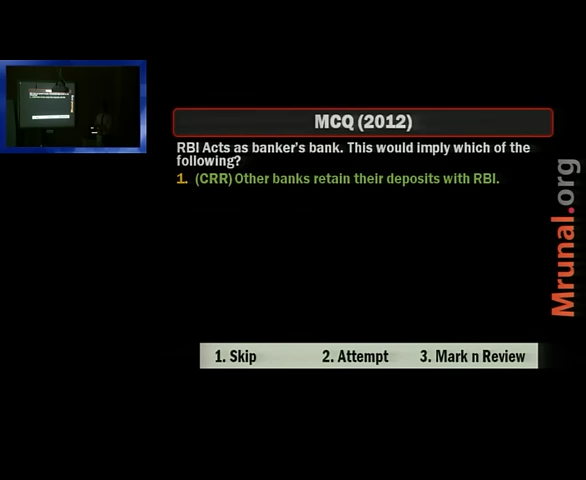 MCQ (2012)
RBI Acts as banker's bank. This would imply which of the
following?
1. (CRR) Other banks retain their deposits with RBI.
Mrunal.org
1. Skip 2. Attempt 3. Mark n Review